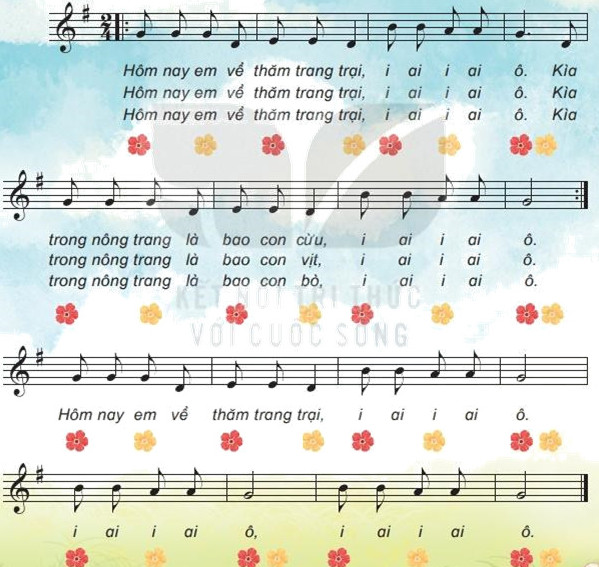 2
4
Hôm nay em về thăm trang trại, i ai i ai ô. Kìa
Hôm nay em về thăm trang trại, i ai i ai ô. Kìa
Hôm nay em về thăm trang trại, i ai i ai ô. Kìa
trong nông trang là bao con cừu, i ai i ai ô.
trong nông trang là bao con vịt, i ai i ai ô.
trong nông trang là bao con bò, i ai i ai ô.
KẾT NỐI TRI THỨC
VỚI CUỘC SỐNG
Hôm nay em về thăm trang trại, i ai i ai ô.
i ai i ai ô, i ai i ai ô.